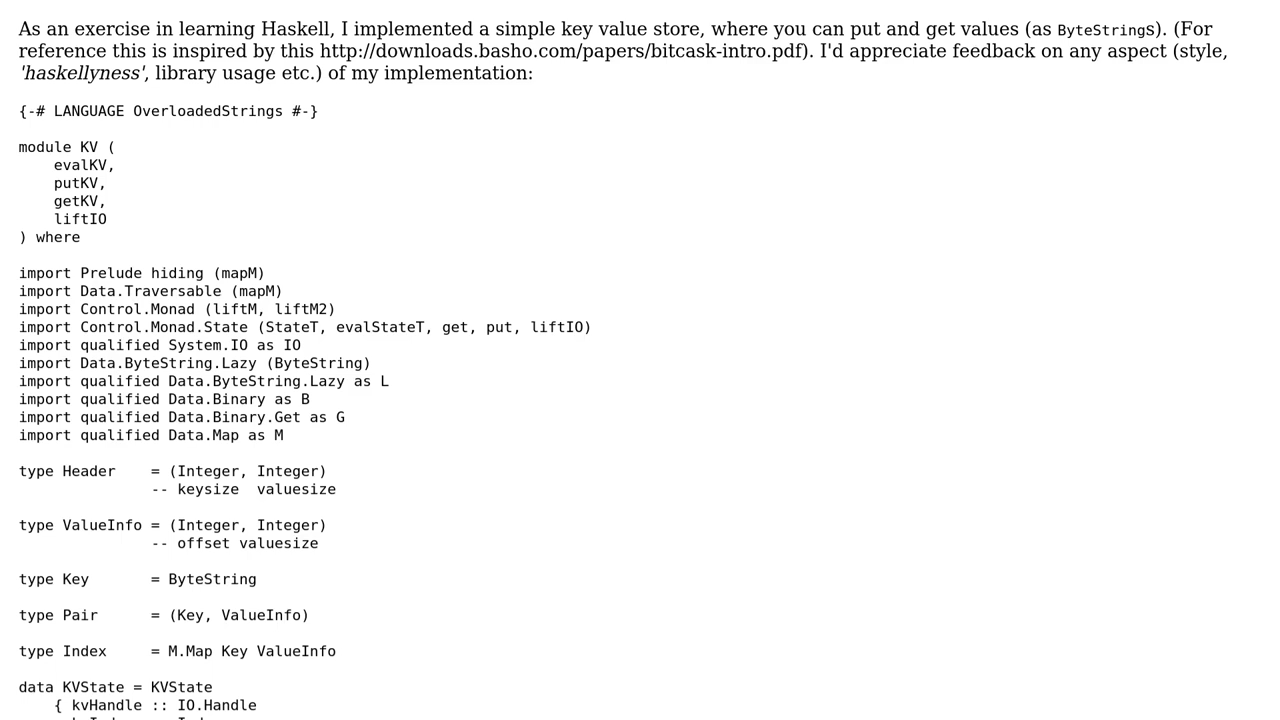 As an exercise in learning Haskell, I implemented a simple key value store, where you can put and get values (as ByteStrings). (For
reference this is inspired by this http://downloads.basho.com/papers/bitcask-intro.pdf). I'd appreciate feedback on any aspect (style,
'haskellyness', library usage etc.) of my implementation:
{-# LANGUAGE OverloadedStrings #-}
module KV (
    evalKV,
    putKV,
    getKV,
    liftIO
) where
import Prelude hiding (mapM)
import Data.Traversable (mapM)
import Control.Monad (liftM, liftM2)
import Control.Monad.State (StateT, evalStateT, get, put, liftIO)
import qualified System.IO as IO
import Data.ByteString.Lazy (ByteString)
import qualified Data.ByteString.Lazy as L
import qualified Data.Binary as B
import qualified Data.Binary.Get as G
import qualified Data.Map as M
type Header    = (Integer, Integer)
               -- keysize  valuesize
type ValueInfo = (Integer, Integer)
               -- offset valuesize
type Key       = ByteString
type Pair      = (Key, ValueInfo)
type Index     = M.Map Key ValueInfo
data KVState = KVState
    { kvHandle :: IO.Handle